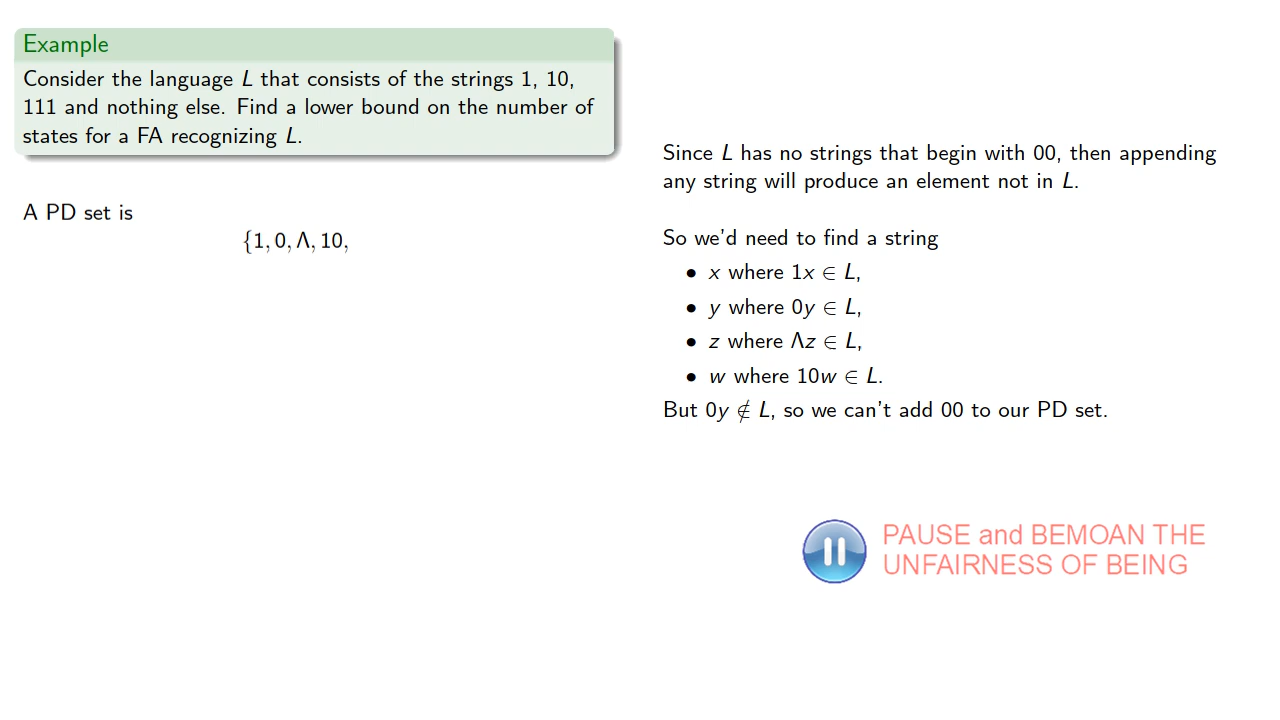 Example
Consider the language L that consists of the strings 1, 10,
111 and nothing else. Find a lower bound on the number of
states for a FA recognizing L.
A PD set is
{1, 0, Λ, 10,
Since L has no strings that begin with 00, then appending
any string will produce an element not in L.
So we'd need to find a string
• x where 1x ∈ L,
• y where 0y ∈ L,
• z where Λz ∈ L,
• w where 10w ∈ L.
But 0y ∉ L, so we can't add 00 to our PD set.
PAUSE and BEMOAN THE
UNFAIRNESS OF BEING